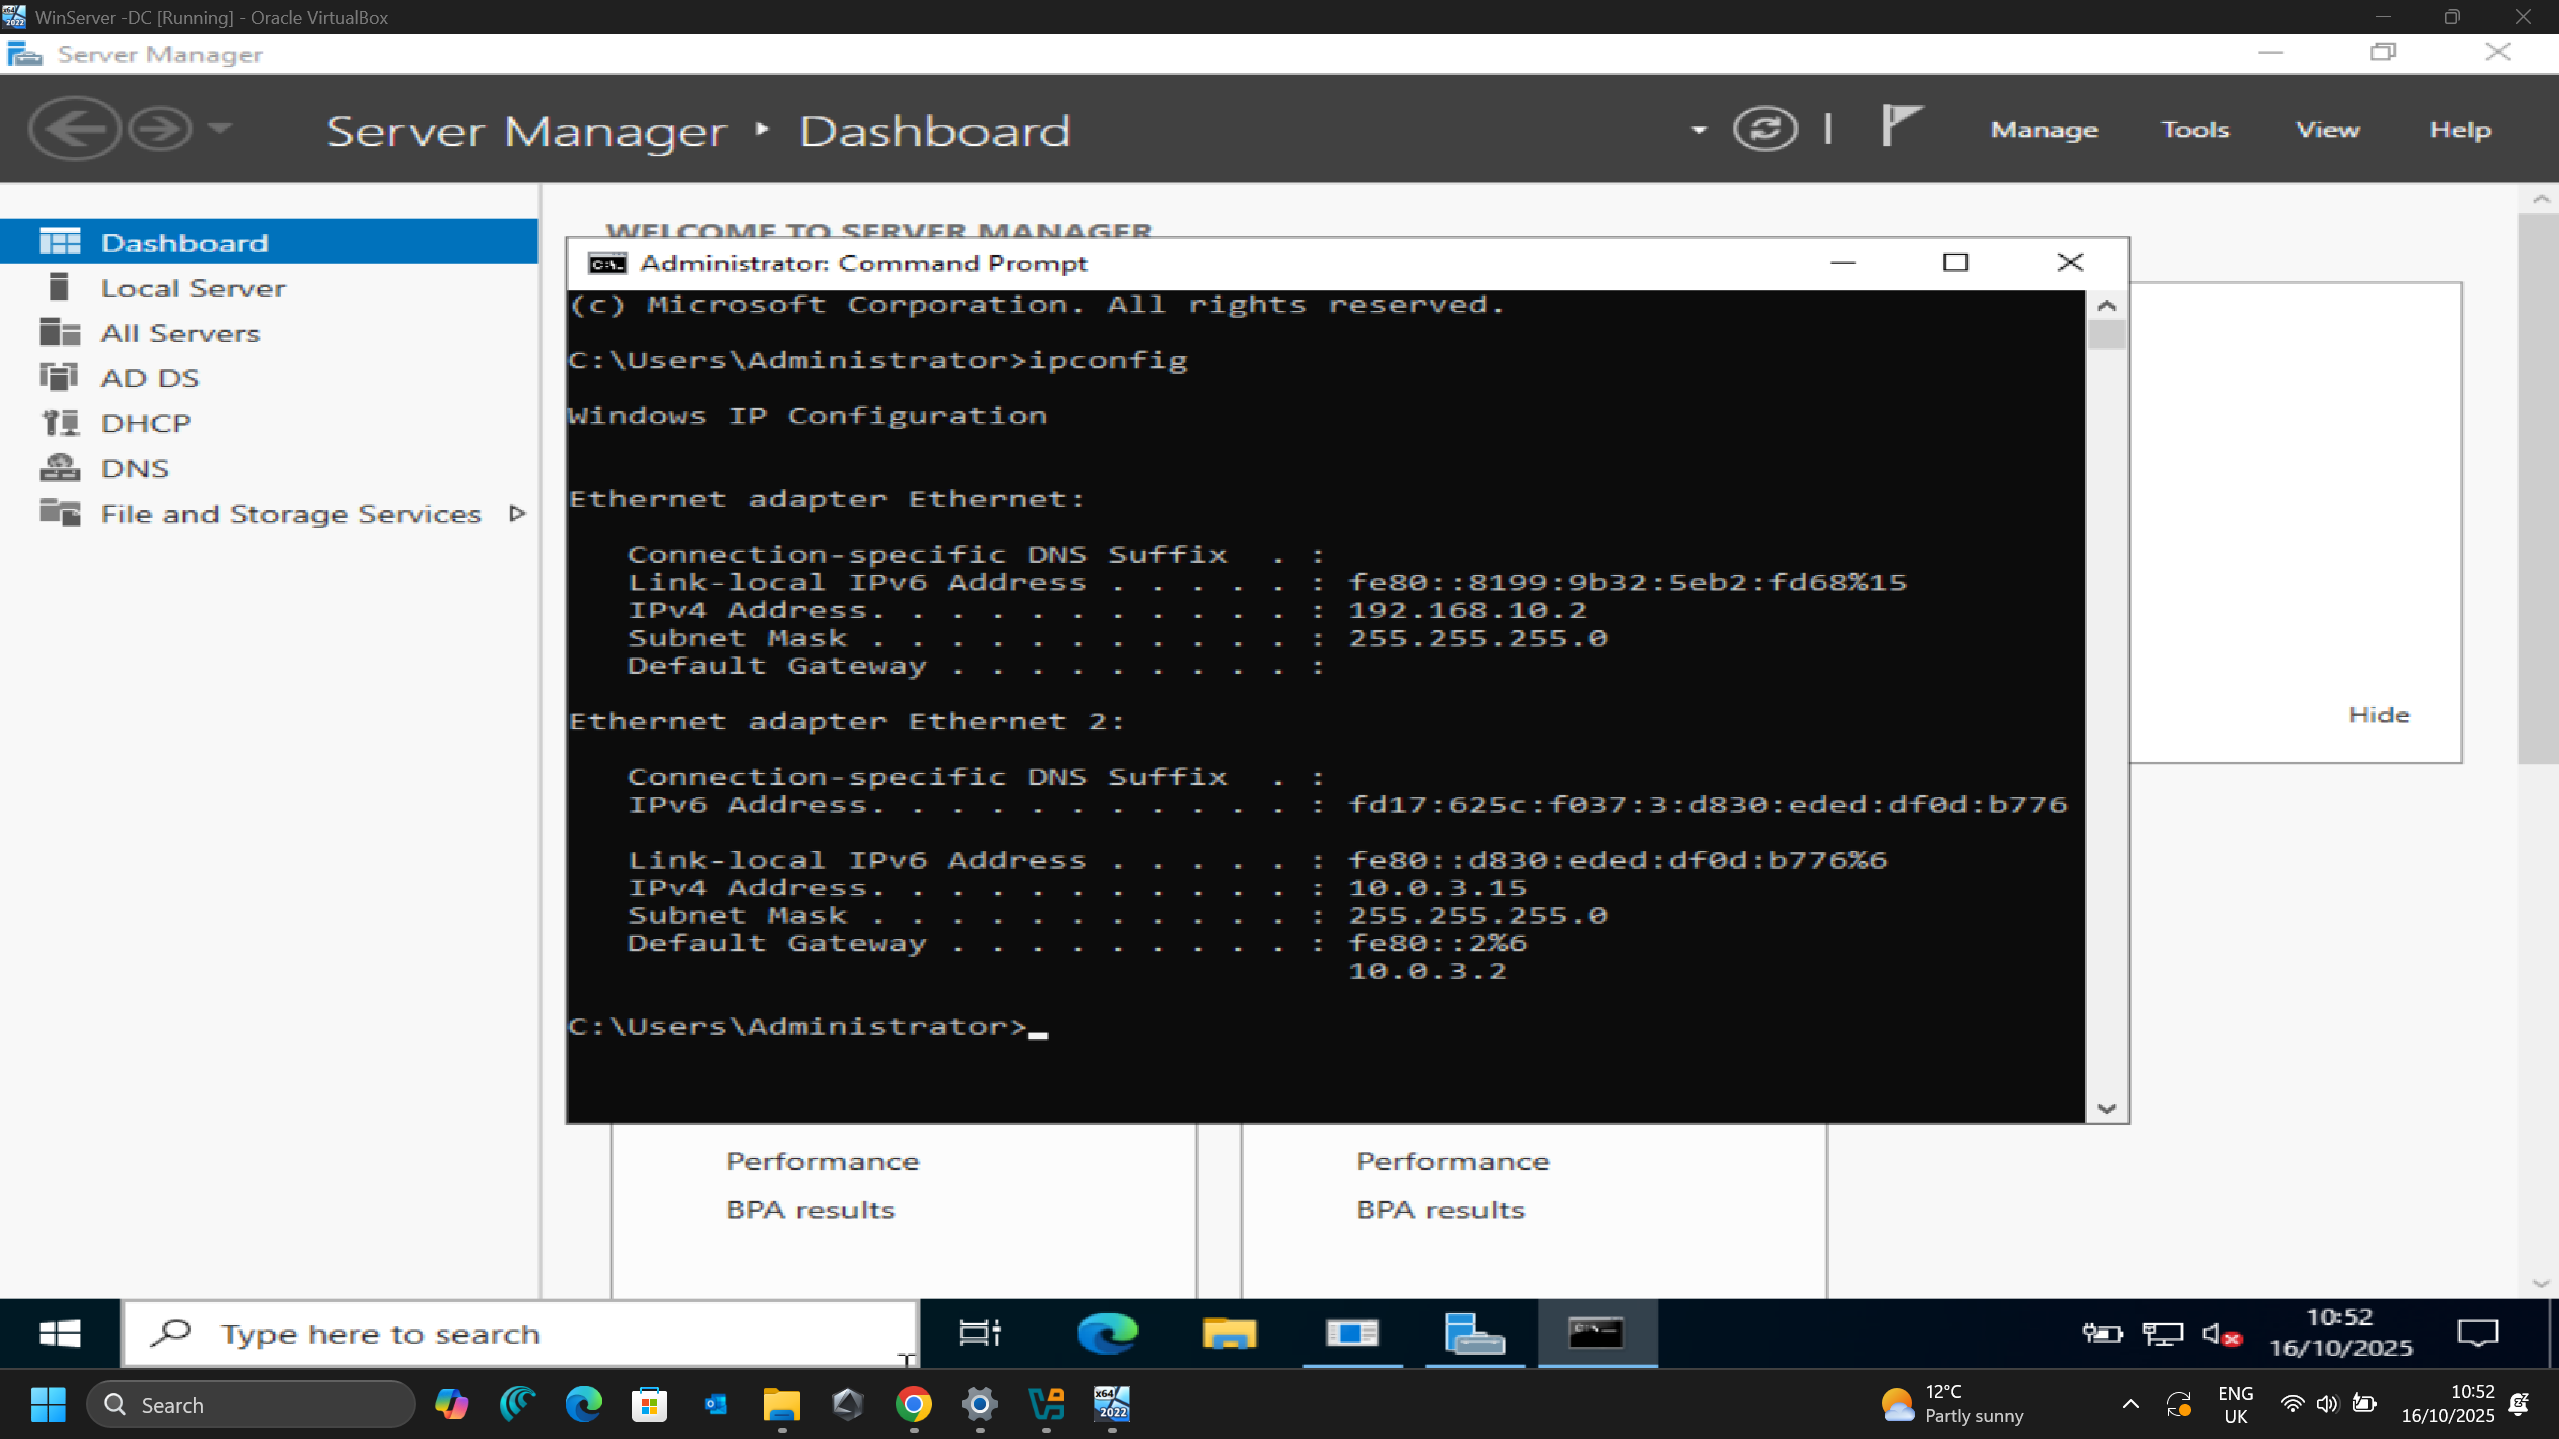 WinServer -DC [Running] - Oracle VirtualBox
Server Manager
Server Manager ‣ Dashboard
Manage Tools View Help
Dashboard
Local Server
All Servers
AD DS
DHCP
DNS
File and Storage Services
WELCOME TO SERVER MANAGER
Administrator: Command Prompt
(c) Microsoft Corporation. All rights reserved.
C:\Users\Administrator>ipconfig
Windows IP Configuration
Ethernet adapter Ethernet:
Connection-specific DNS Suffix  . :
Link-local IPv6 Address . . . . . : fe80::8199:9b32:5eb2:fd68%15
IPv4 Address. . . . . . . . . . . : 192.168.10.2
Subnet Mask . . . . . . . . . . . : 255.255.255.0
Default Gateway . . . . . . . . . :
Ethernet adapter Ethernet 2:
Connection-specific DNS Suffix  . :
IPv6 Address. . . . . . . . . . . : fd17:625c:f037:3:d830:eded:df0d:b776
Link-local IPv6 Address . . . . . : fe80::d830:eded:df0d:b776%6
IPv4 Address. . . . . . . . . . . : 10.0.3.15
Subnet Mask . . . . . . . . . . . : 255.255.255.0
Default Gateway . . . . . . . . . : fe80::2%6
10.0.3.2
C:\Users\Administrator>
Hide
Performance
BPA results
Performance
BPA results
Type here to search
10:52
16/10/2025
Search
x64
2022
12°C
Partly sunny
ENG
UK
10:52
16/10/2025